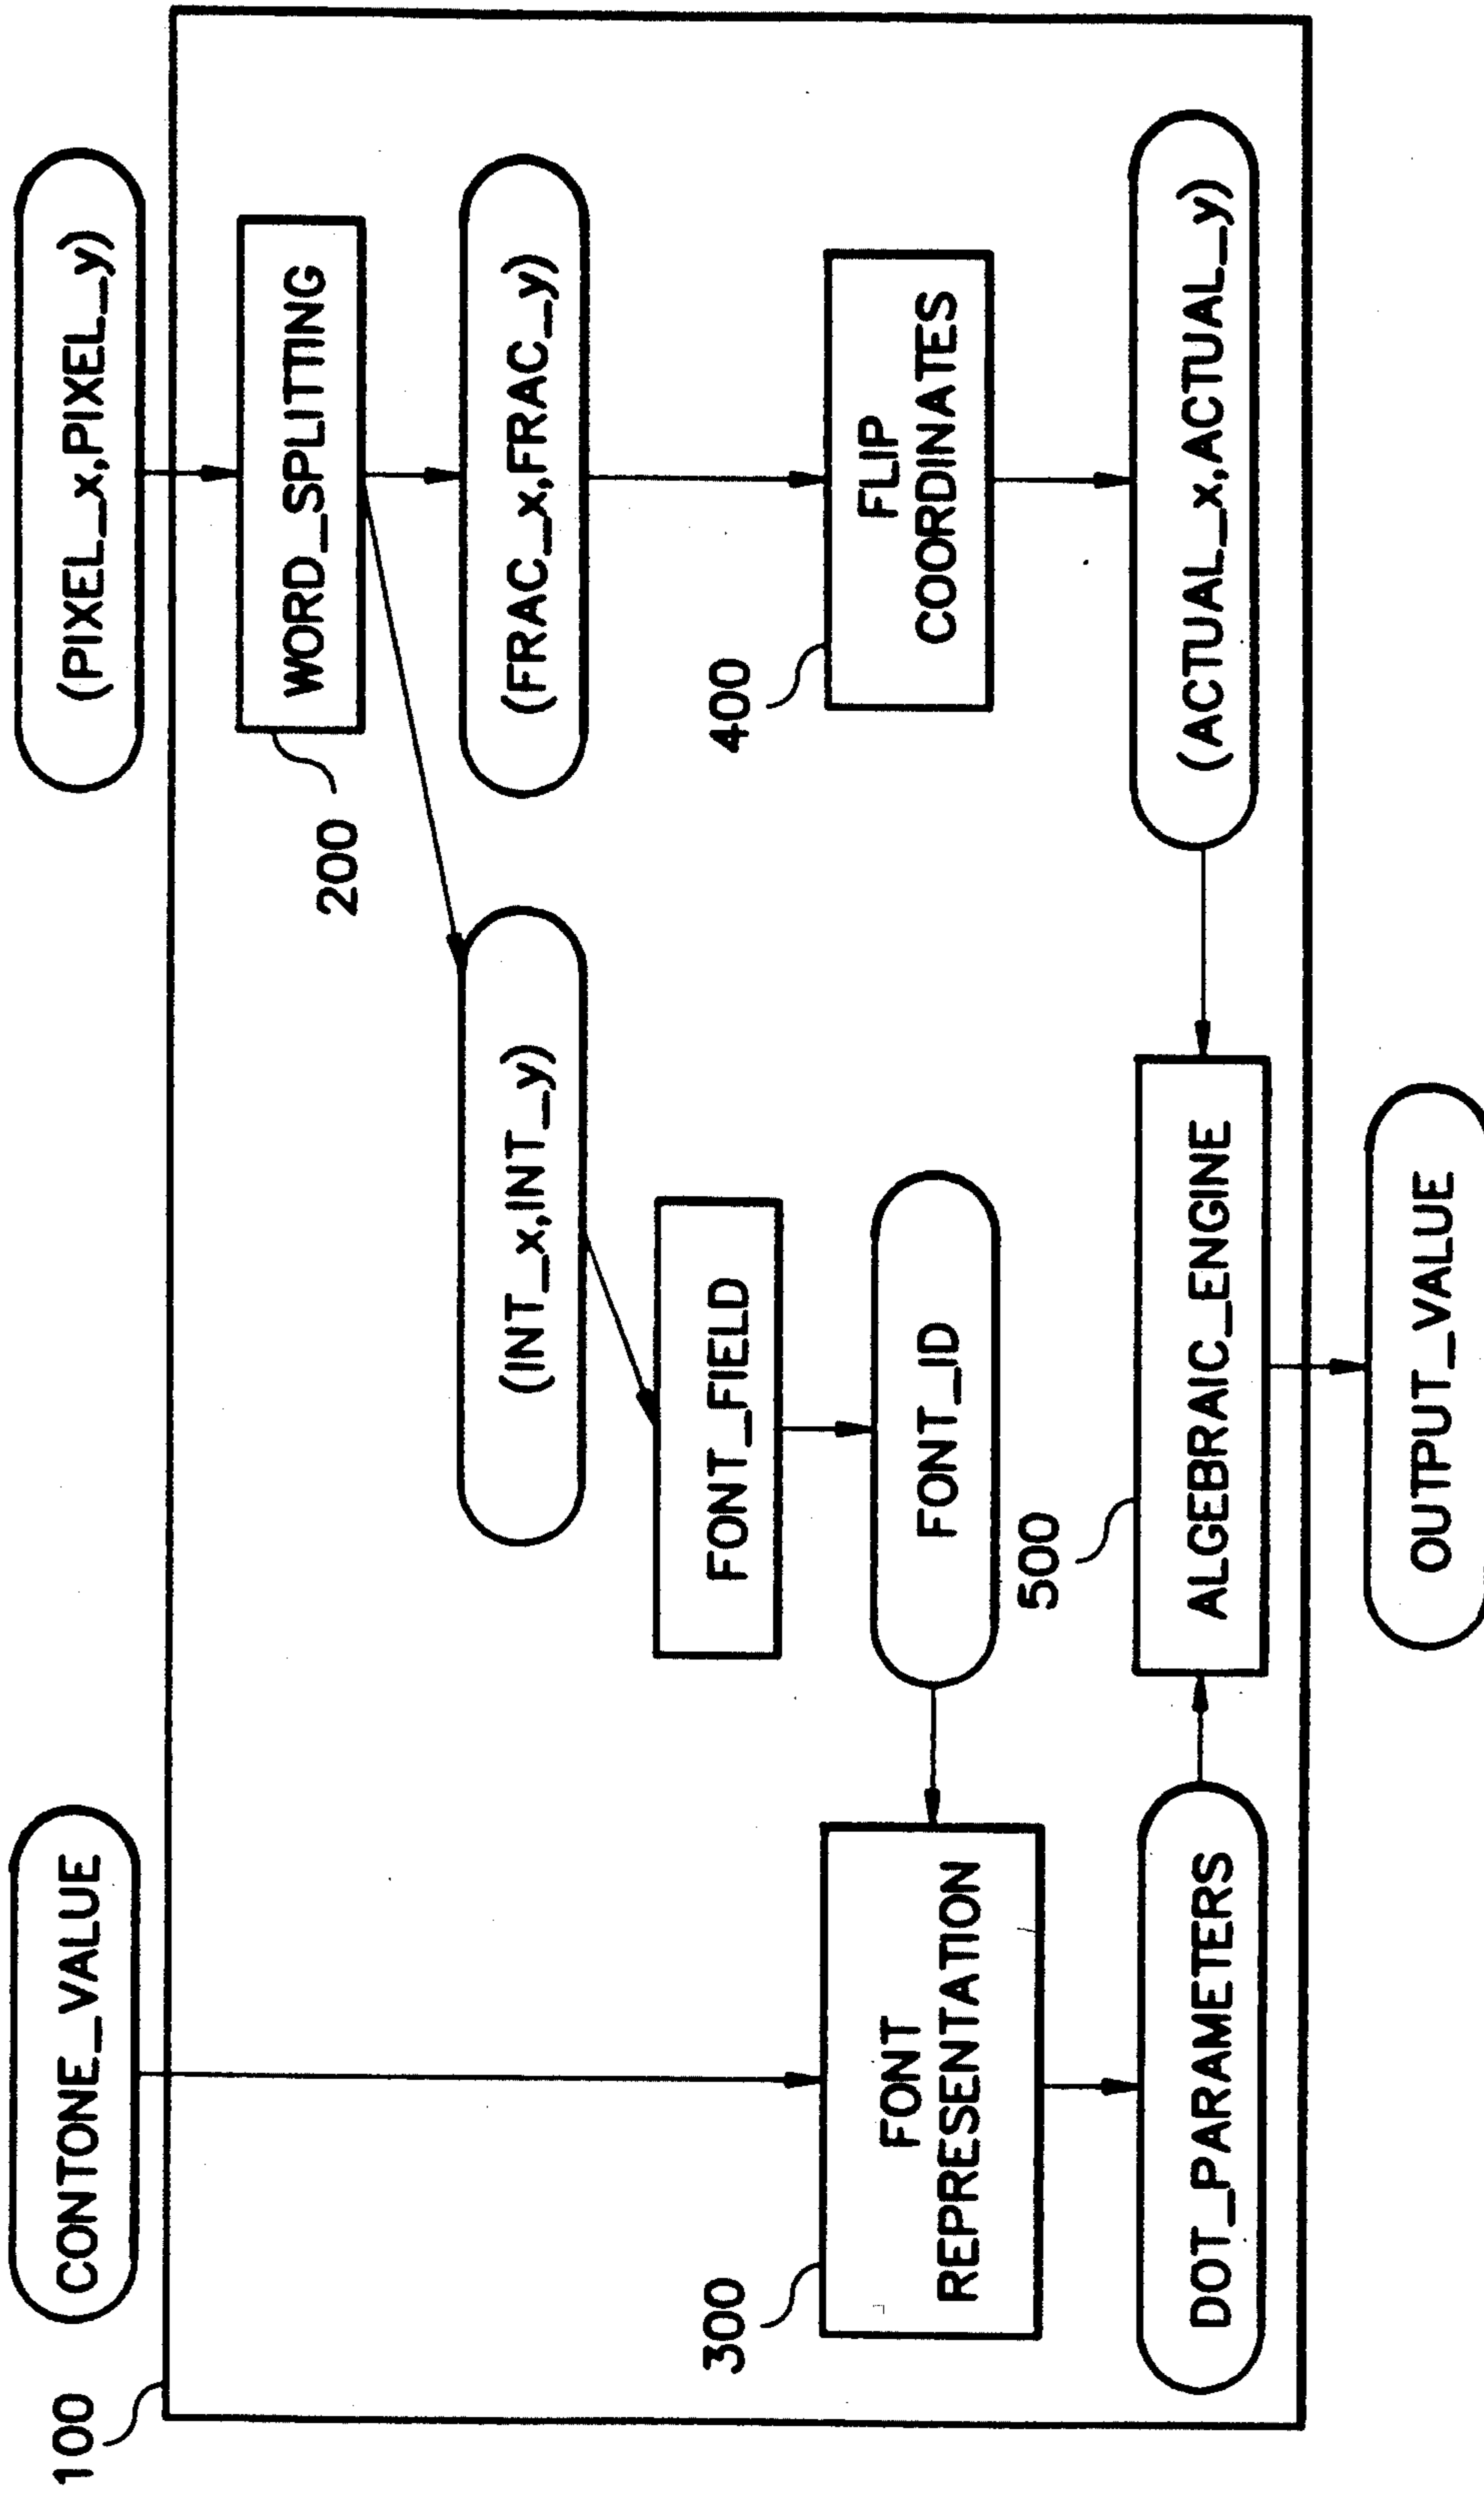 100
CONTONE_VALUE
(PIXEL_x,PIXEL_y)
WORD_SPLITTING
200
(INT_x,INT_y)
(FRAC_x,FRAC_y)
FONT_FIELD
300
400
FONT
REPRESENTATION
FONT_ID
FLIP
COORDINATES
500
DOT_PARAMETERS
ALGEBRAIC_ENGINE
(ACTUAL_x,ACTUAL_y)
OUTPUT_VALUE